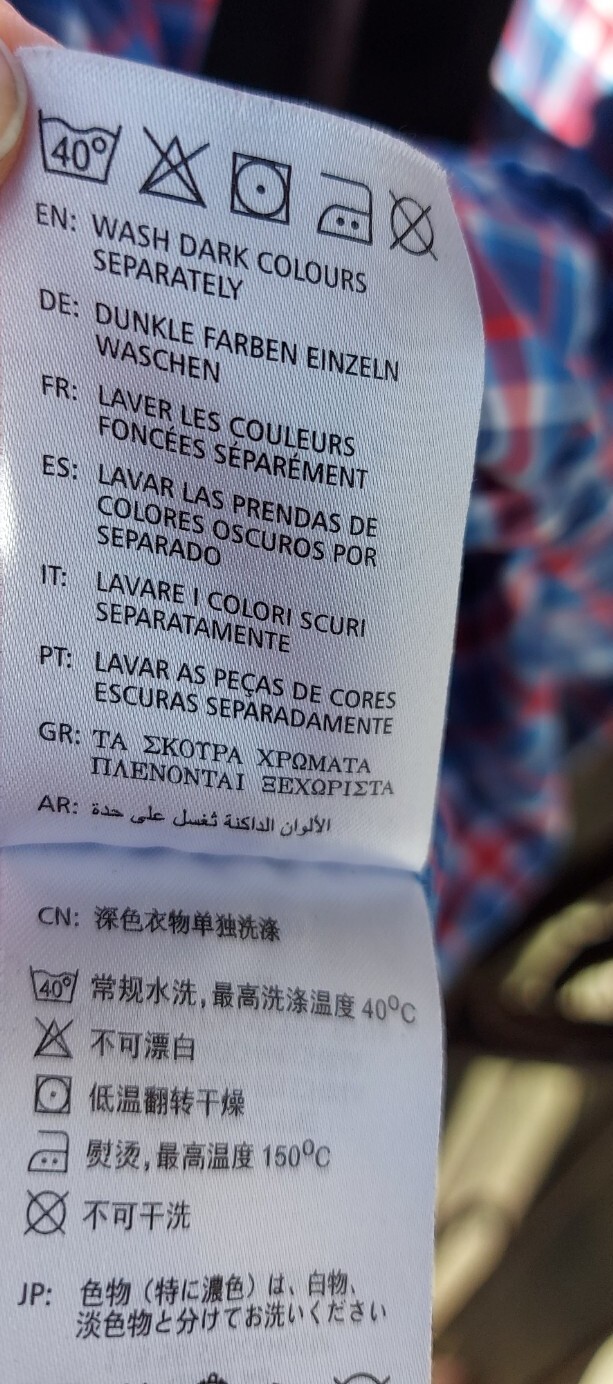 40°
EN: WASH DARK COLOURS
SEPARATELY
DE: DUNKLE FARBEN EINZELN
WASCHEN
FR: LAVER LES COULEURS
FONCÉES SÉPARÉMENT
ES: LAVAR LAS PRENDAS DE
COLORES OSCUROS POR
SEPARADO
IT: LAVARE I COLORI SCURI
SEPARATAMENTE
PT: LAVAR AS PEÇAS DE CORES
ESCURAS SEPARADAMENTE
GR: ΤΑ ΣΚΟΤΡΑ ΧΡΩΜΑΤΑ
ΠΛΕΝΟΝΤΑΙ ΞΕΧΩΡΙΣΤΑ
AR: الألوان الداكنة تُغسل على حدة
CN: 深色衣物单独洗涤
40° 常规水洗,最高洗涤温度 40°C
不可漂白
低温翻转干燥
熨烫,最高温度 150°C
不可干洗
JP: 色物（特に濃色）は、白物、
淡色物と分けてお洗いください